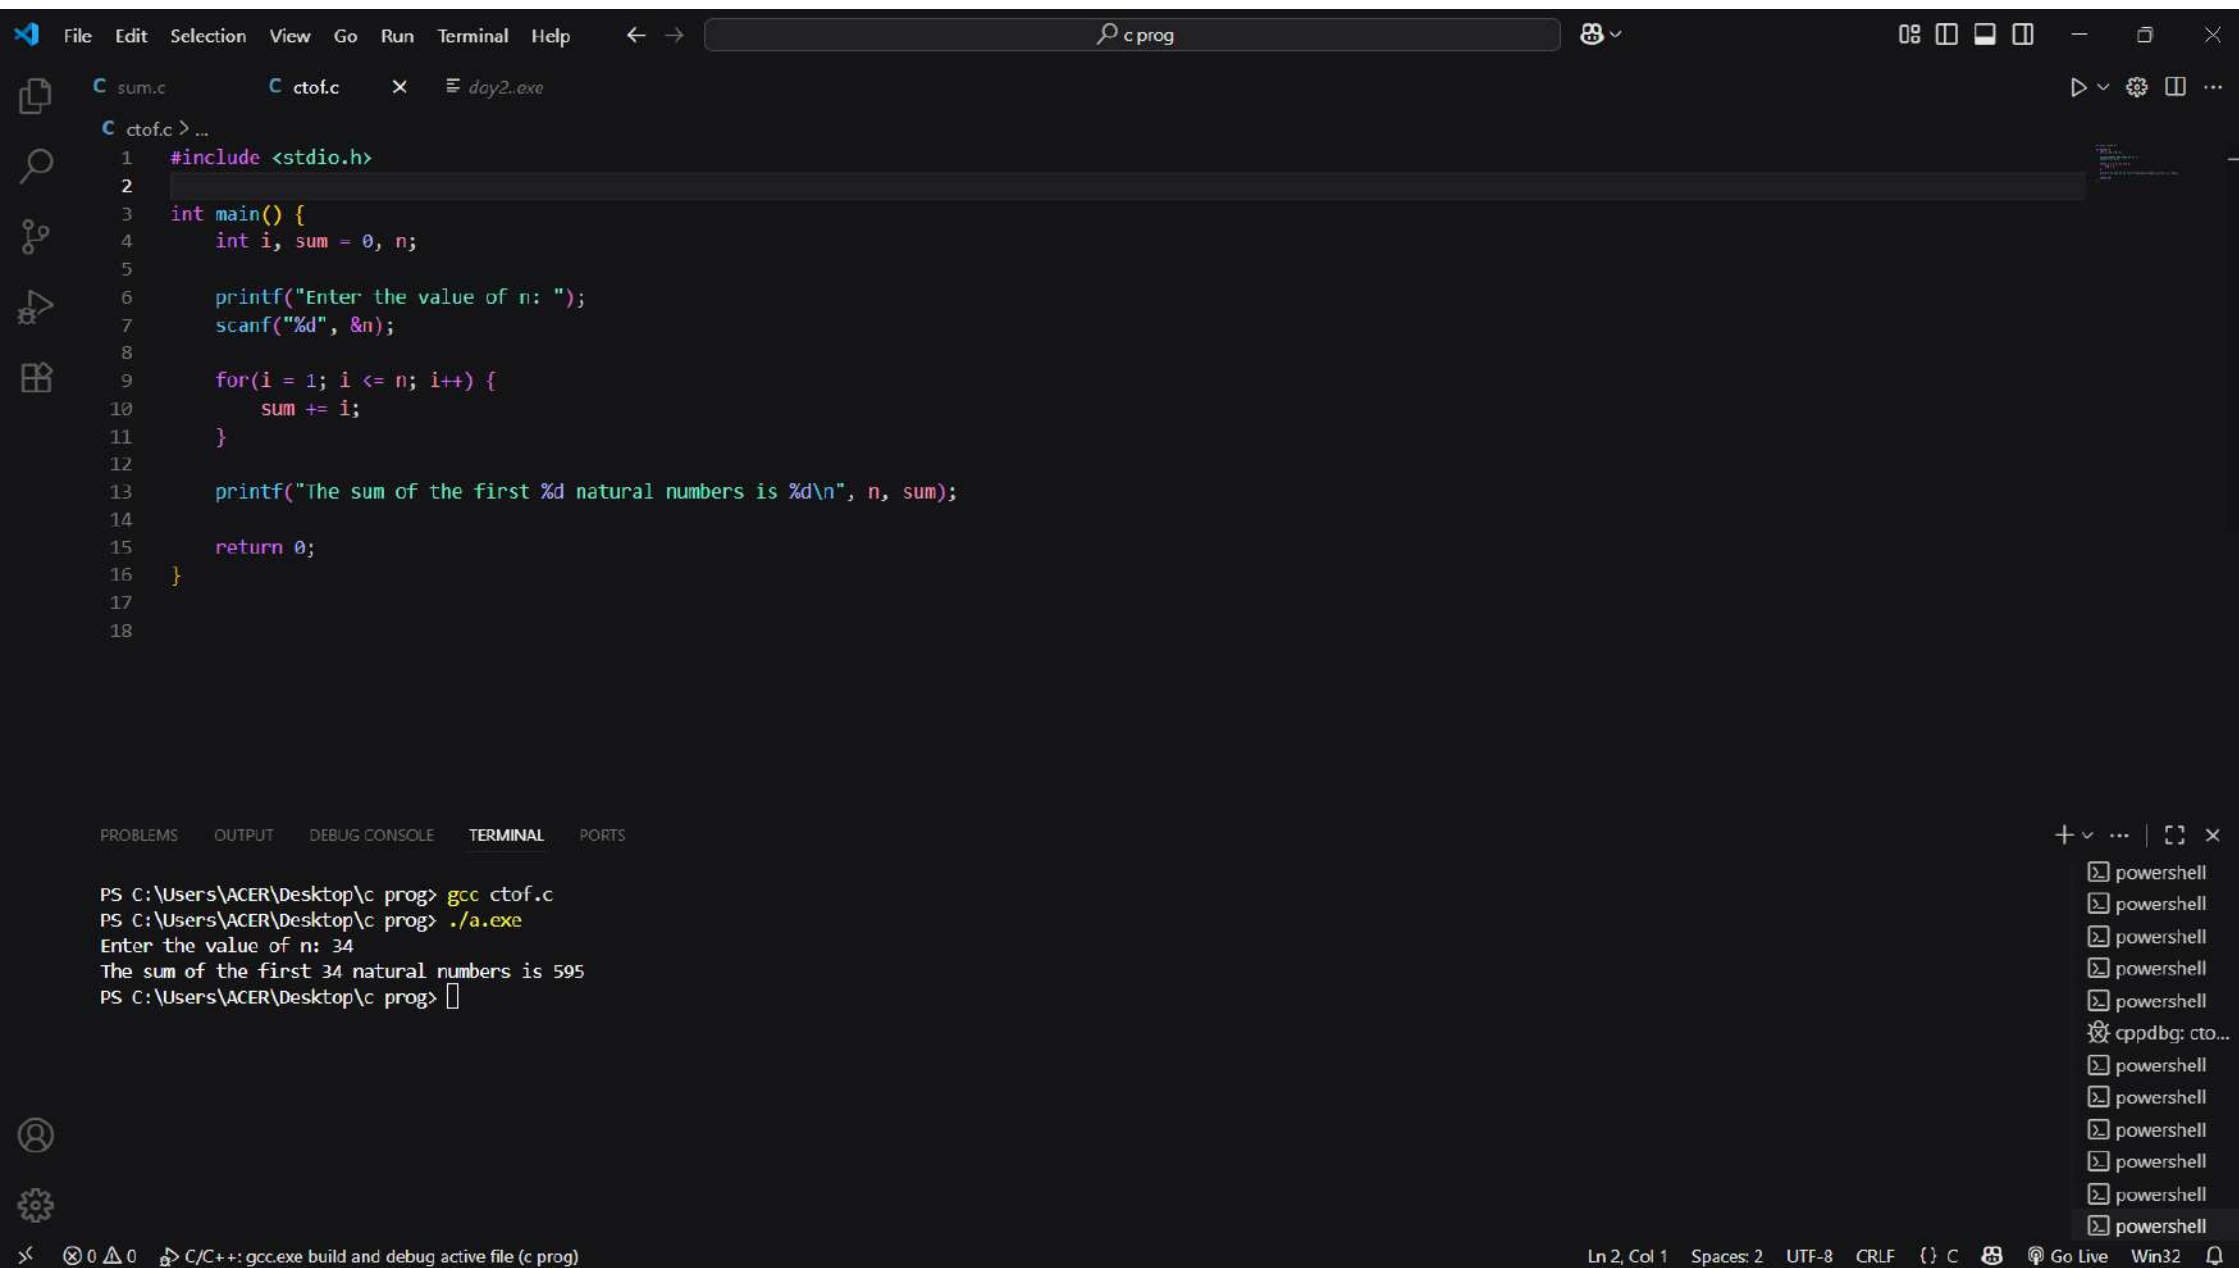 File Edit Selection View Go Run Terminal Help c prog
sum.c ctof.c day2..exe
ctof.c > ...
1 #include <stdio.h>
2
3 int main() {
4 int i, sum = 0, n;
5
6 printf("Enter the value of n: ");
7 scanf("%d", &n);
8
9 for(i = 1; i <= n; i++) {
10 sum += i;
11 }
12
13 printf("The sum of the first %d natural numbers is %d\n", n, sum);
14
15 return 0;
16 }
17
18
PROBLEMS OUTPUT DEBUG CONSOLE TERMINAL PORTS
PS C:\Users\ACER\Desktop\c prog> gcc ctof.c
PS C:\Users\ACER\Desktop\c prog> ./a.exe
Enter the value of n: 34
The sum of the first 34 natural numbers is 595
PS C:\Users\ACER\Desktop\c prog>
powershell
powershell
powershell
powershell
powershell
cppdbg: cto...
powershell
powershell
powershell
powershell
powershell
powershell
0 0 C/C++: gcc.exe build and debug active file (c prog) Ln 2, Col 1 Spaces: 2 UTF-8 CRLF {} C Go Live Win32